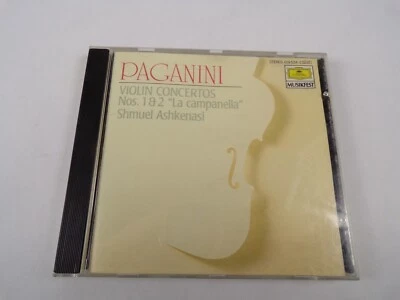 PAGANINI
VIOLIN CONCERTOS
Nos. 1 & 2 "La campanella"
Shmuel Ashkenasi
MUSIKFEST